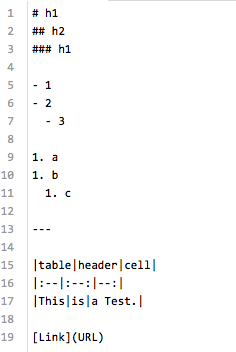 1 # h1
2 ## h2
3 ### h1
4
5 - 1
6 - 2
7   - 3
8
9 1. a
10 1. b
11   1. c
12
13 ---
14
15 |table|header|cell|
16 |:--|:--:|--:|
17 |This|is|a Test.|
18
19 [Link](URL)